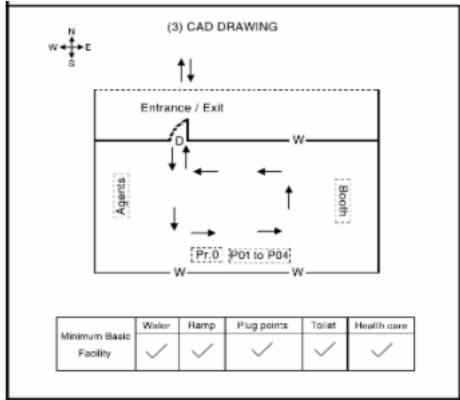 (3) CAD DRAWING
N
W E
S
Entrance / Exit
D W
Agents
Booth
Pr.0 P01 to P04
W W
Minimum Basic Facility Water Ramp Plug points Toilet Health care